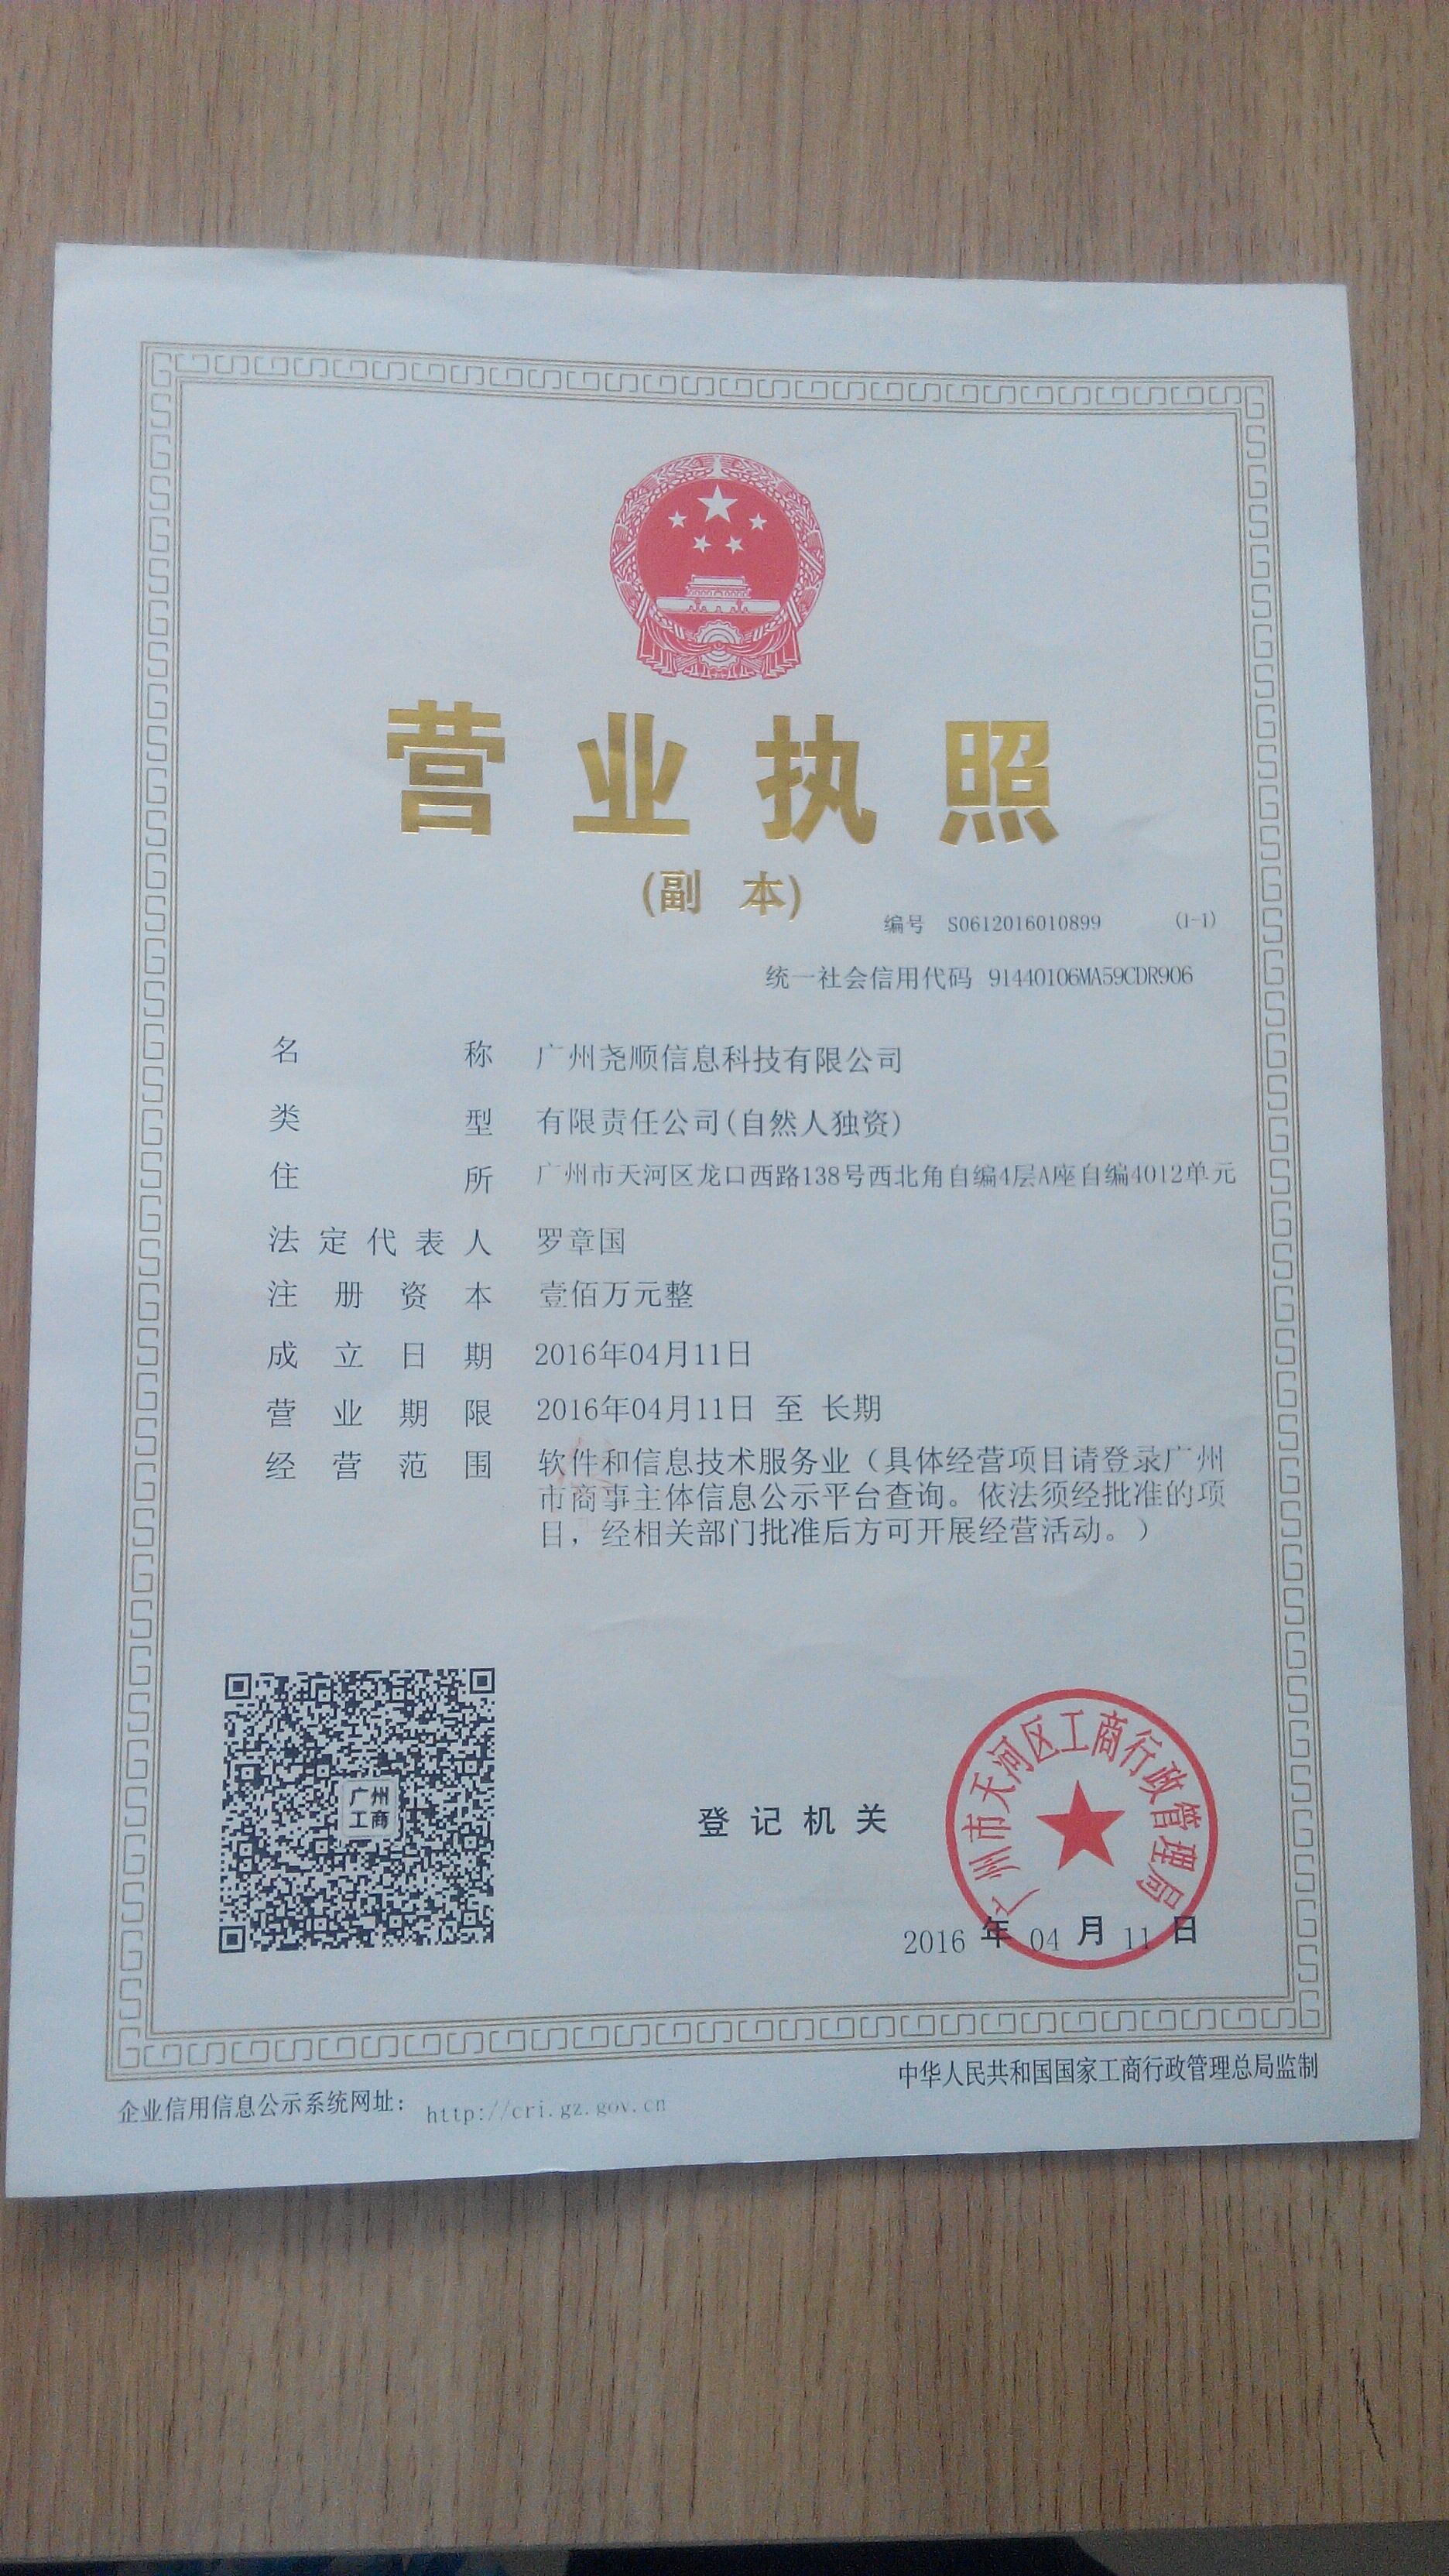 营业执照
(副 本)
编号 S0612016010899 (1-1)
统一社会信用代码 91440106MA59CDR906
名称 广州尧顺信息科技有限公司
类型 有限责任公司(自然人独资)
住所 广州市天河区龙口西路138号西北角自编4层A座自编4012单元
法定代表人 罗章国
注册资本 壹佰万元整
成立日期 2016年04月11日
营业期限 2016年04月11日 至 长期
经营范围 软件和信息技术服务业（具体经营项目请登录广州
市商事主体信息公示平台查询。依法须经批准的项
目，经相关部门批准后方可开展经营活动。）
广州
工商
登记机关
广州市天河区工商行政管理局
2016 年 04 月 11 日
企业信用信息公示系统网址： http://cri.gz.gov.cn
中华人民共和国国家工商行政管理总局监制